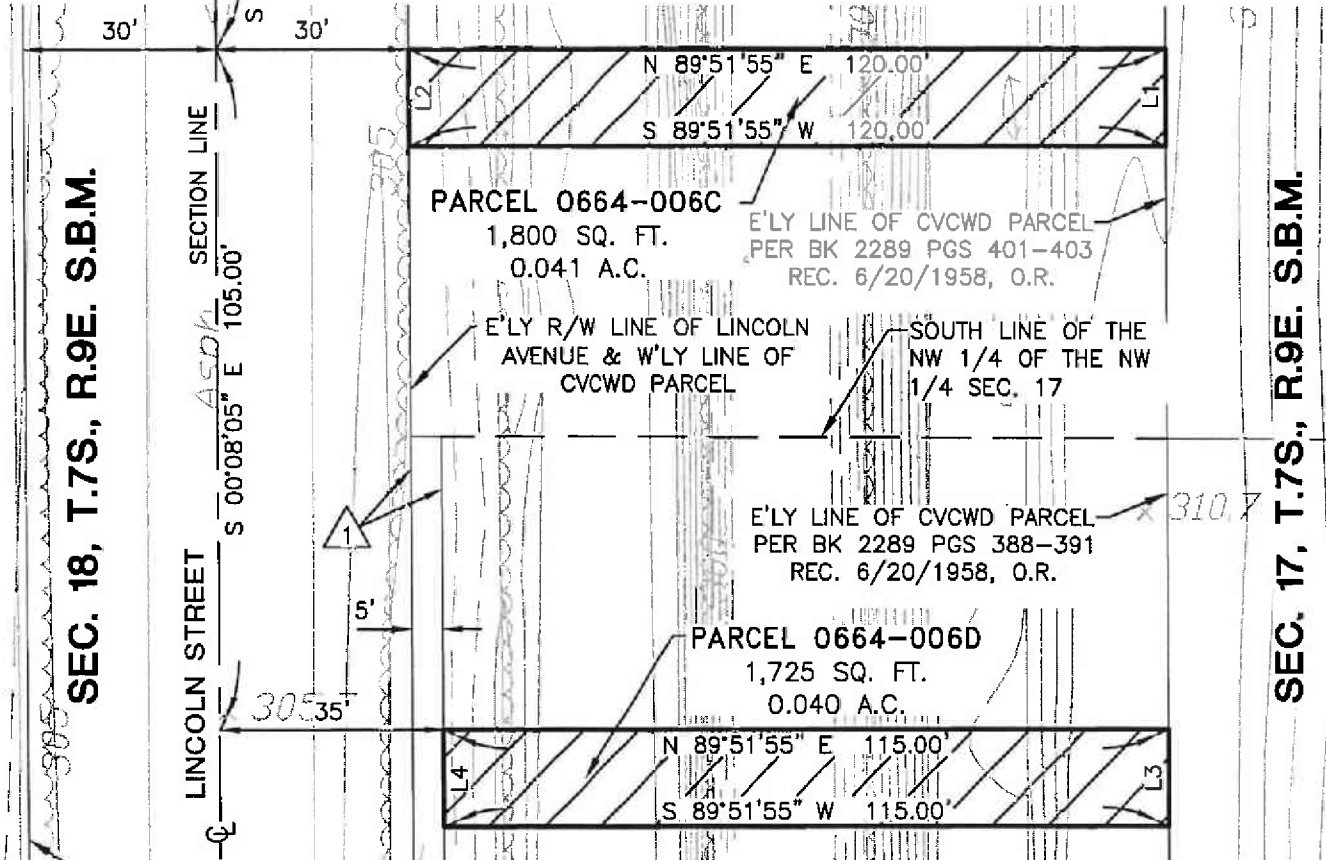 S
30'
30'
N 89°51'55" E 120.00'
L2
L1
S 89°51'55" W 120.00'
SECTION LINE
305
PARCEL 0664-006C
1,800 SQ. FT.
0.041 A.C.
E'LY LINE OF CVCWD PARCEL
PER BK 2289 PGS 401-403
REC. 6/20/1958, O.R.
SEC. 18, T.7S., R.9E. S.B.M.
SEC. 17, T.7S., R.9E. S.B.M.
Asph
S 00°08'05" E 105.00'
E'LY R/W LINE OF LINCOLN
AVENUE & W'LY LINE OF
CVCWD PARCEL
SOUTH LINE OF THE
NW 1/4 OF THE NW
1/4 SEC. 17
1
E'LY LINE OF CVCWD PARCEL
PER BK 2289 PGS 388-391
REC. 6/20/1958, O.R.
x 310.7
LINCOLN STREET
5'
PARCEL 0664-006D
1,725 SQ. FT.
0.040 A.C.
305
35'
305
N 89°51'55" E 115.00'
L4
L3
S 89°51'55" W 115.00'
℄